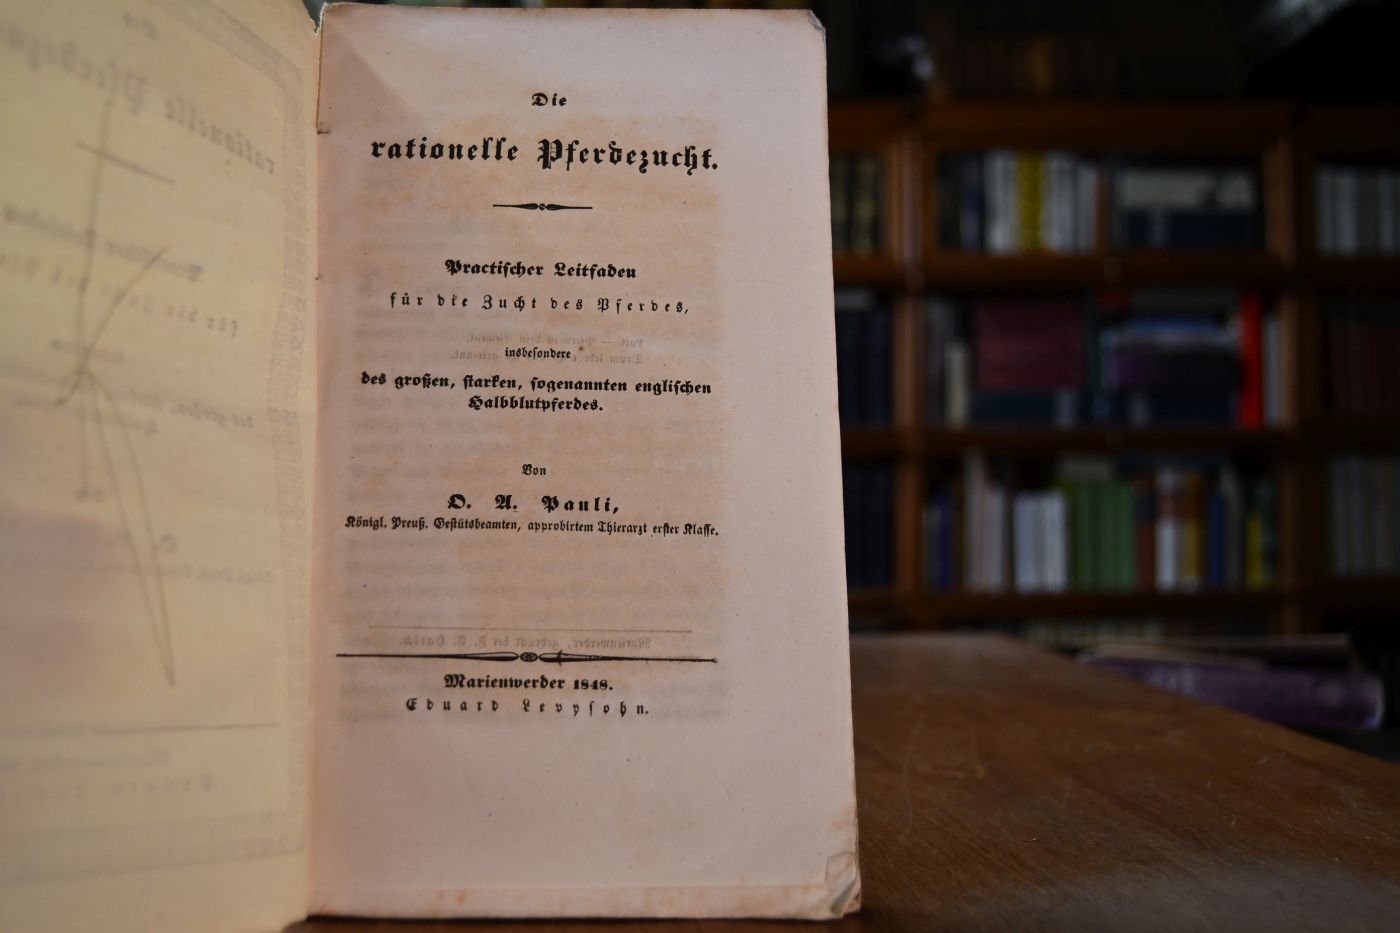 Die
rationelle Pferdezucht.
Practischer Leitfaden
für die Zucht des Pferdes,
insbesondere
des großen, starken, sogenannten englischen
Halbblutpferdes.
Von
O. A. Pauli,
Königl. Preuß. Gestütsbeamten, approbirtem Thierarzt erster Klasse.
Marienwerder 1848.
Eduard Levysohn.